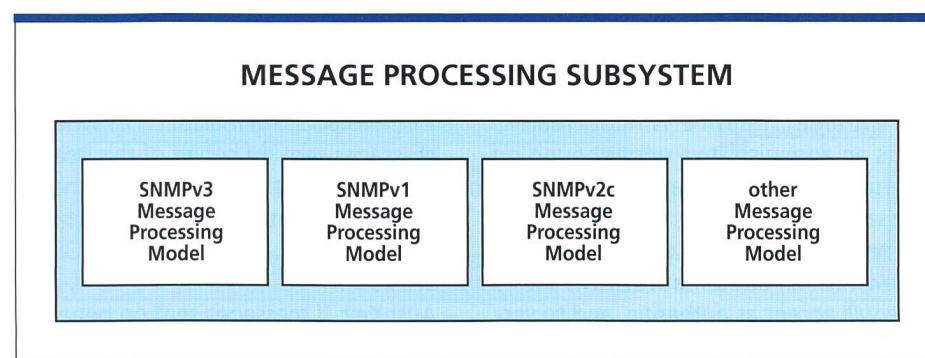 MESSAGE PROCESSING SUBSYSTEM
SNMPv3
Message
Processing
Model
SNMPv1
Message
Processing
Model
SNMPv2c
Message
Processing
Model
other
Message
Processing
Model